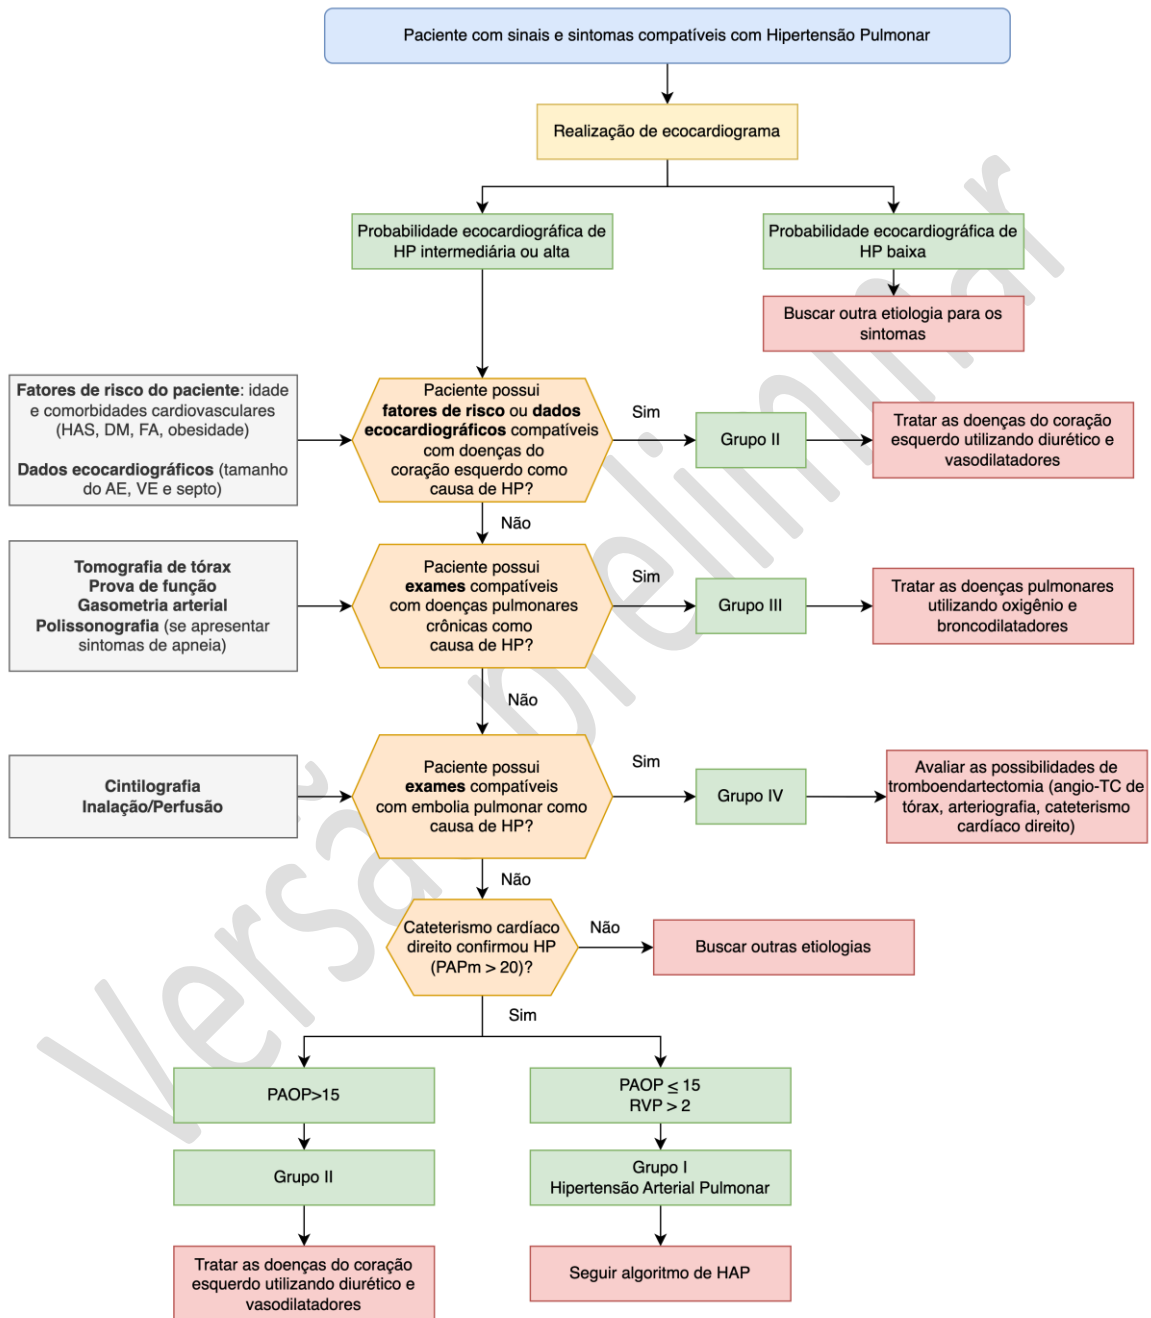 Paciente com sinais e sintomas compatíveis com Hipertensão Pulmonar
Realização de ecocardiograma
Probabilidade ecocardiográfica de
HP intermediária ou alta
Probabilidade ecocardiográfica de
HP baixa
Buscar outra etiologia para os
sintomas
Fatores de risco do paciente: idade
e comorbidades cardiovasculares
(HAS, DM, FA, obesidade)
Dados ecocardiográficos (tamanho
do AE, VE e septo)
Paciente possui
fatores de risco ou dados
ecocardiográficos compatíveis
com doenças do
coração esquerdo como
causa de HP?
Sim
Grupo II
Tratar as doenças do coração
esquerdo utilizando diurético e
vasodilatadores
Não
Tomografia de tórax
Prova de função
Gasometria arterial
Polissonografia (se apresentar
sintomas de apneia)
Paciente possui
exames compatíveis
com doenças pulmonares
crônicas como
causa de HP?
Sim
Grupo III
Tratar as doenças pulmonares
utilizando oxigênio e
broncodilatadores
Não
Cintilografia
Inalação/Perfusão
Paciente possui
exames compatíveis
com embolia pulmonar como
causa de HP?
Sim
Grupo IV
Avaliar as possibilidades de
tromboendartectomia (angio-TC de
tórax, arteriografia, cateterismo
cardíaco direito)
Não
Cateterismo cardíaco
direito confirmou HP
(PAPm > 20)?
Não
Buscar outras etiologias
Sim
PAOP>15
PAOP ≤ 15
RVP > 2
Grupo II
Grupo I
Hipertensão Arterial Pulmonar
Tratar as doenças do coração
esquerdo utilizando diurético e
vasodilatadores
Seguir algoritmo de HAP
Versão preliminar